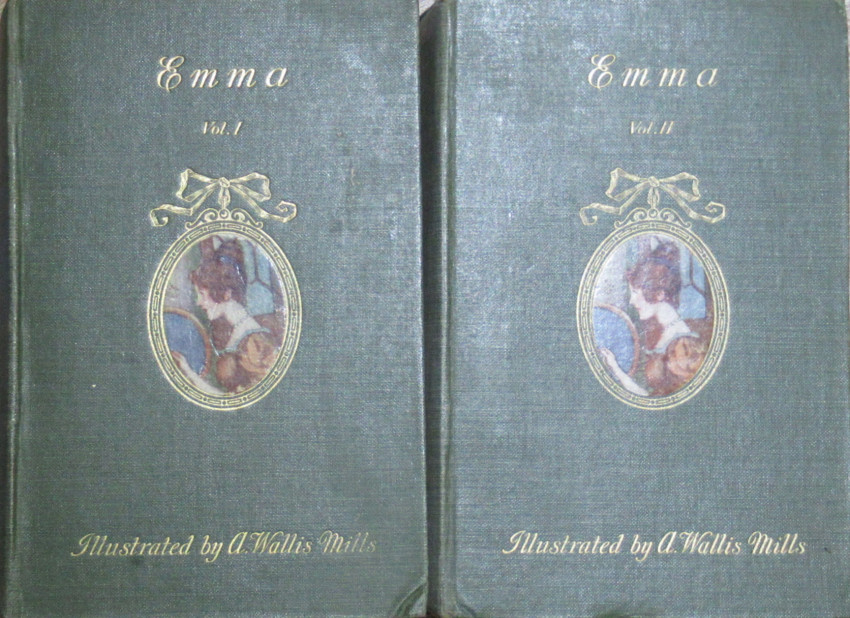 Emma
Vol. I
Illustrated by A. Wallis Mills
Emma
Vol. II
Illustrated by A. Wallis Mills